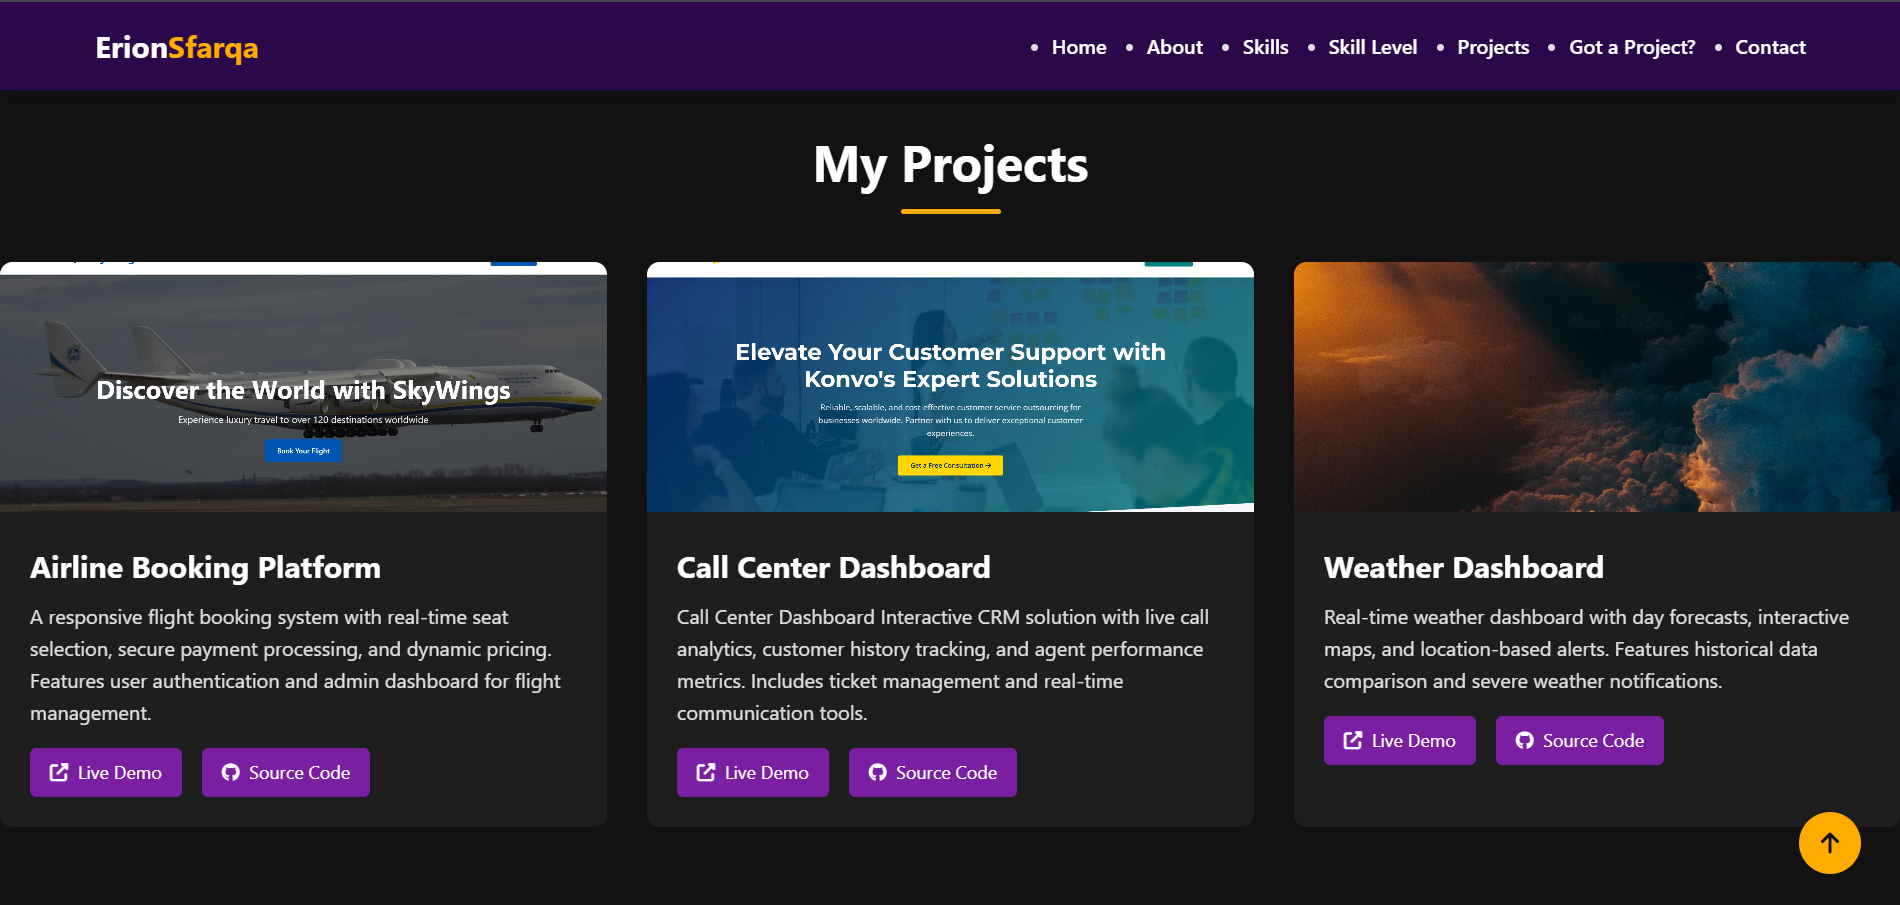 ErionSfarqa
Home
About
Skills
Skill Level
Projects
Got a Project?
Contact
My Projects
Discover the World with SkyWings
Experience luxury travel to over 120 destinations worldwide
Book Your Flight
Airline Booking Platform
A responsive flight booking system with real-time seat
selection, secure payment processing, and dynamic pricing.
Features user authentication and admin dashboard for flight
management.
Live Demo
Source Code
Elevate Your Customer Support with
Konvo's Expert Solutions
Reliable, scalable, and cost-effective customer service outsourcing for
businesses worldwide. Partner with us to deliver exceptional customer
experiences.
Get a Free Consultation →
Call Center Dashboard
Call Center Dashboard Interactive CRM solution with live call
analytics, customer history tracking, and agent performance
metrics. Includes ticket management and real-time
communication tools.
Live Demo
Source Code
Weather Dashboard
Real-time weather dashboard with day forecasts, interactive
maps, and location-based alerts. Features historical data
comparison and severe weather notifications.
Live Demo
Source Code